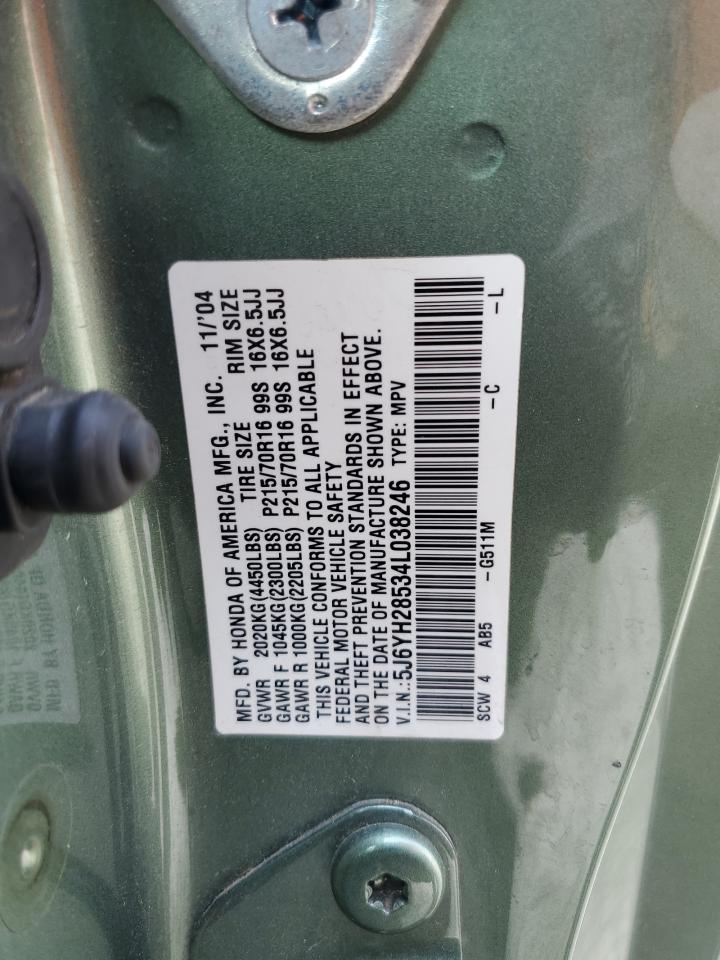 MFD. BY HONDA OF AMERICA MFG., INC. 11/'04
GVWR 2020KG(4450LBS) TIRE SIZE RIM SIZE
GAWR F 1045KG(2300LBS) P215/70R16 99S 16X6.5JJ
GAWR R 1000KG(2205LBS) P215/70R16 99S 16X6.5JJ
THIS VEHICLE CONFORMS TO ALL APPLICABLE
FEDERAL MOTOR VEHICLE SAFETY
AND THEFT PREVENTION STANDARDS IN EFFECT
ON THE DATE OF MANUFACTURE SHOWN ABOVE.
V.I.N.:5J6YH28534L038246 TYPE: MPV
SCW 4 AB5 -G511M -C -L